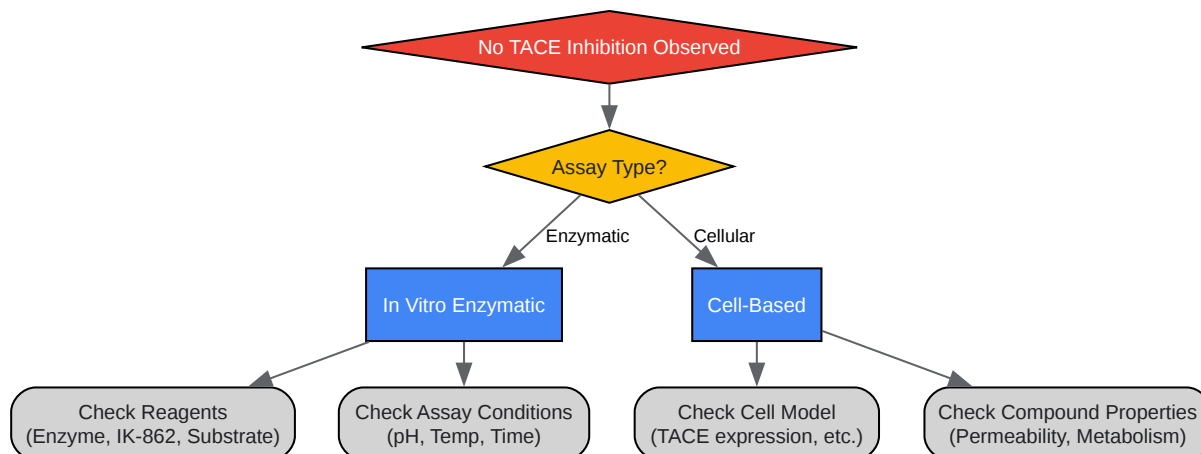 No TACE Inhibition Observed
Assay Type?
Enzymatic
Cellular
In Vitro Enzymatic
Cell-Based
Check Reagents
(Enzyme, IK-862, Substrate)
Check Assay Conditions
(pH, Temp, Time)
Check Cell Model
(TACE expression, etc.)
Check Compound Properties
(Permeability, Metabolism)